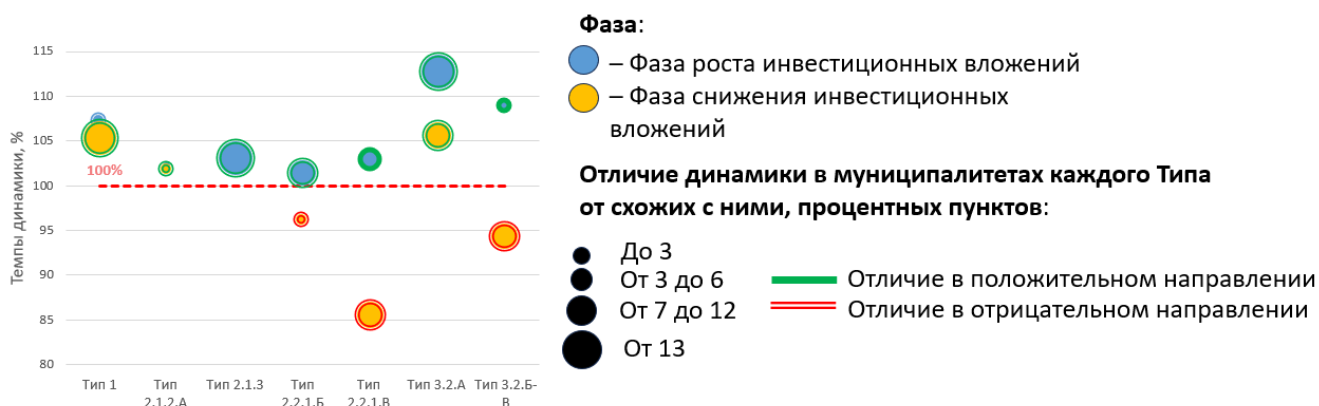 Фаза:
– Фаза роста инвестиционных вложений
– Фаза снижения инвестиционных
вложений
Отличие динамики в муниципалитетах каждого Типа
от схожих с ними, процентных пунктов:
До 3
От 3 до 6
От 7 до 12
От 13
Отличие в положительном направлении
Отличие в отрицательном направлении
Темпы динамики, %
115
110
105
100
95
90
85
80
100%
Тип 1
Тип
2.1.2.А
Тип 2.1.3
Тип
2.2.1.Б
Тип
2.2.1.В
Тип 3.2.А
Тип 3.2.Б-
В